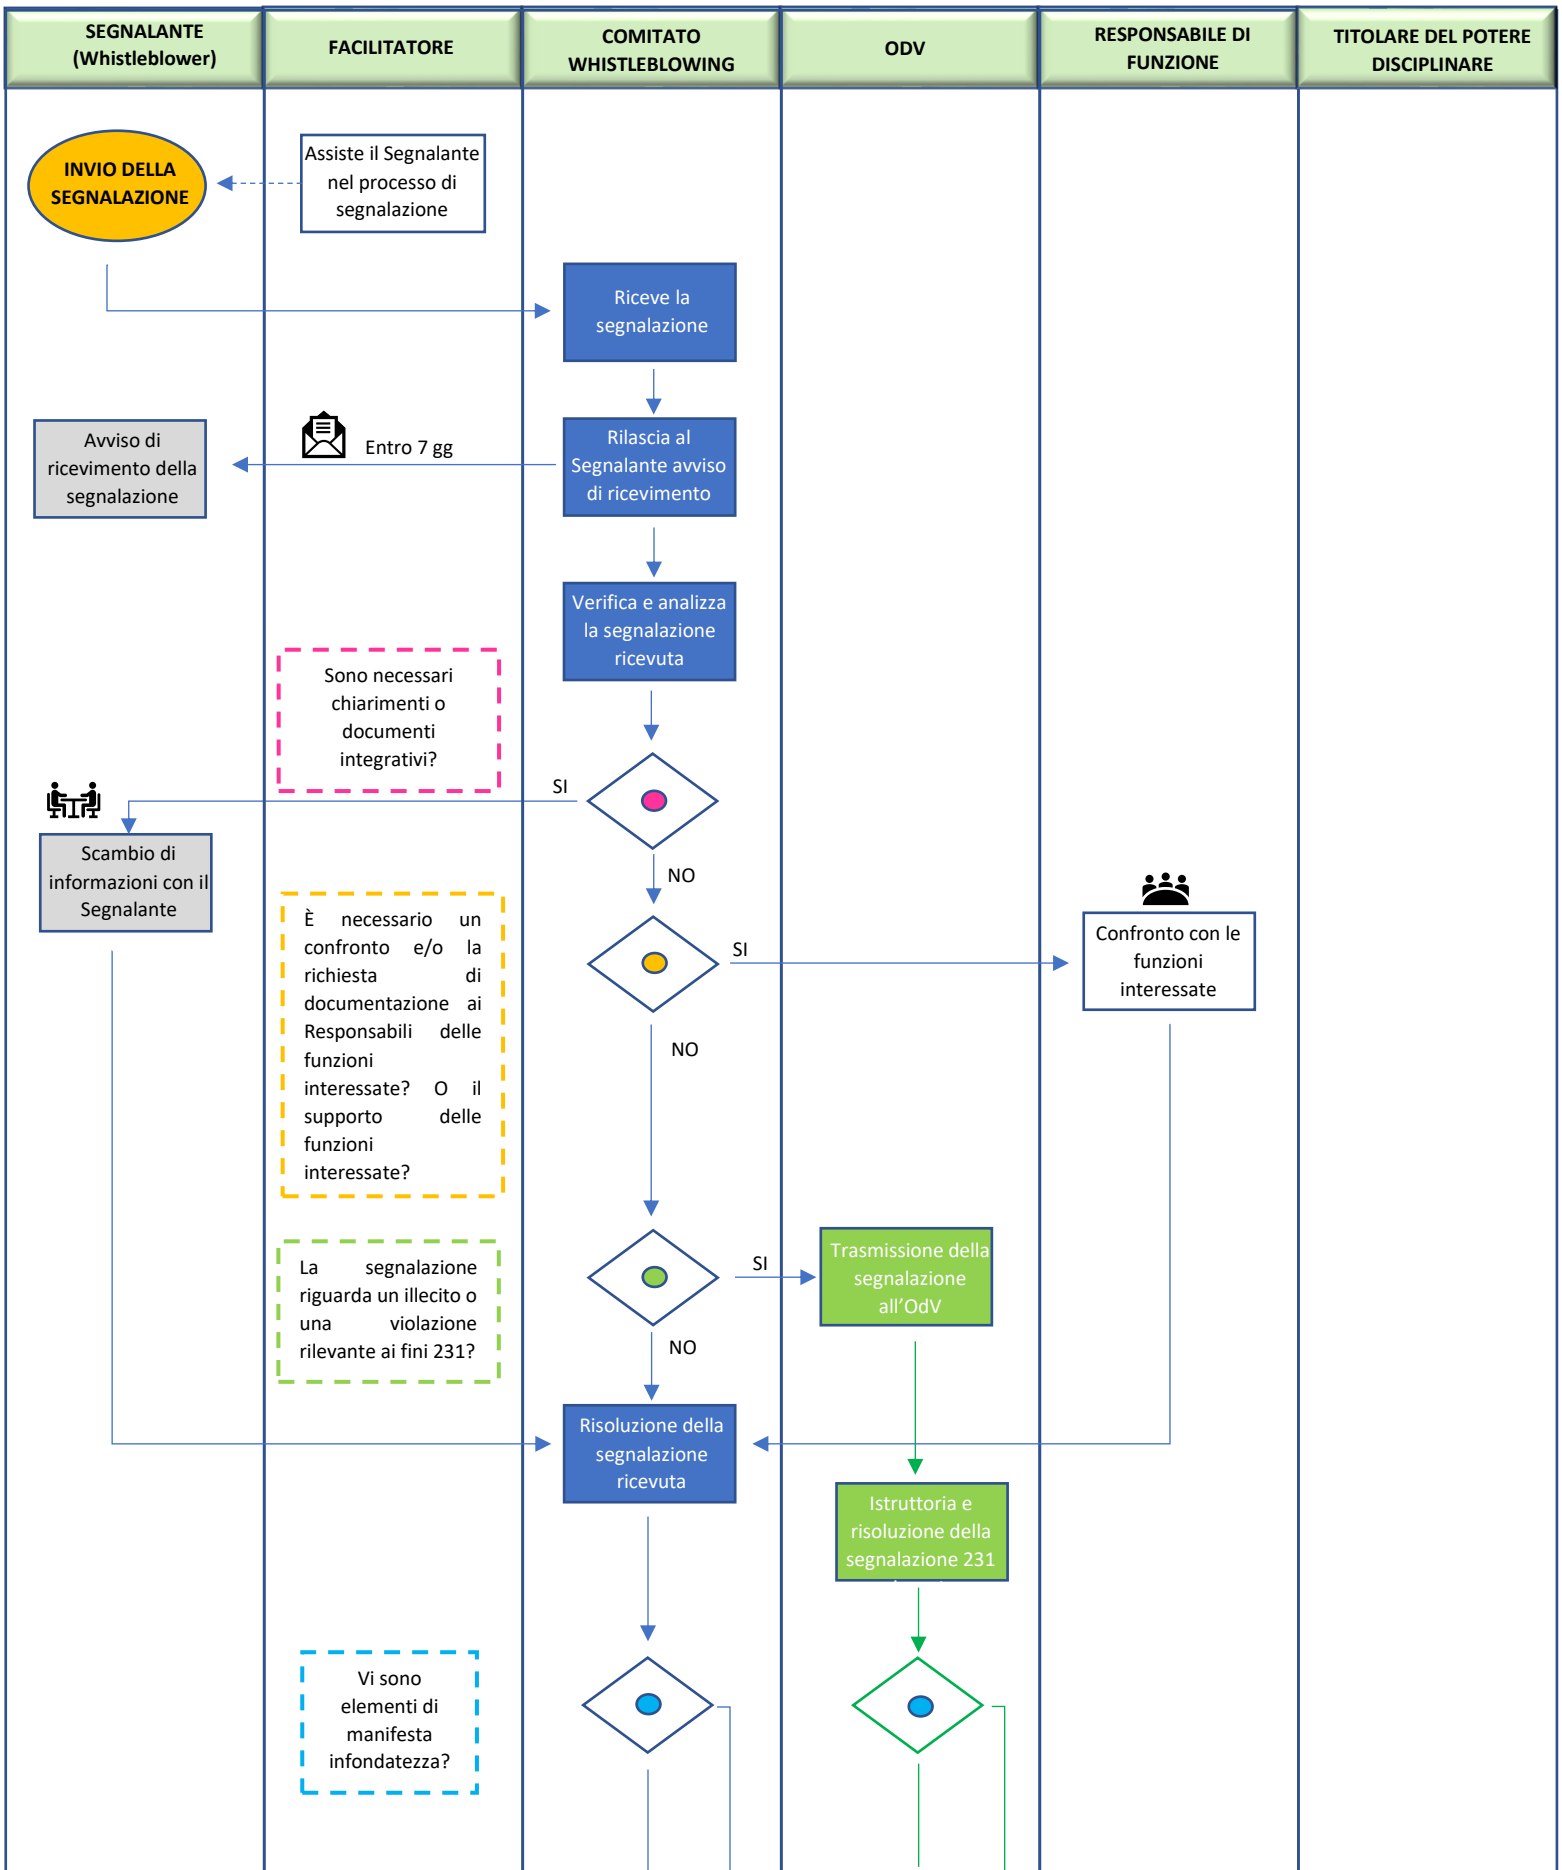 SEGNALANTE
(Whistleblower)
FACILITATORE
COMITATO
WHISTLEBLOWING
ODV
RESPONSABILE DI
FUNZIONE
TITOLARE DEL POTERE
DISCIPLINARE
INVIO DELLA
SEGNALAZIONE
Assiste il Segnalante
nel processo di
segnalazione
Riceve la
segnalazione
Avviso di
ricevimento della
segnalazione
Entro 7 gg
Rilascia al
Segnalante avviso
di ricevimento
Verifica e analizza
la segnalazione
ricevuta
Sono necessari
chiarimenti o
documenti
integrativi?
SI
NO
Scambio di
informazioni con il
Segnalante
È necessario un
confronto e/o la
richiesta di
documentazione ai
Responsabili delle
funzioni
interessate? O il
supporto delle
funzioni
interessate?
SI
NO
Confronto con le
funzioni
interessate
La segnalazione
riguarda un illecito o
una violazione
rilevante ai fini 231?
SI
NO
Trasmissione della
segnalazione
all'OdV
Risoluzione della
segnalazione
ricevuta
Istruttoria e
risoluzione della
segnalazione 231
Vi sono
elementi di
manifesta
infondatezza?